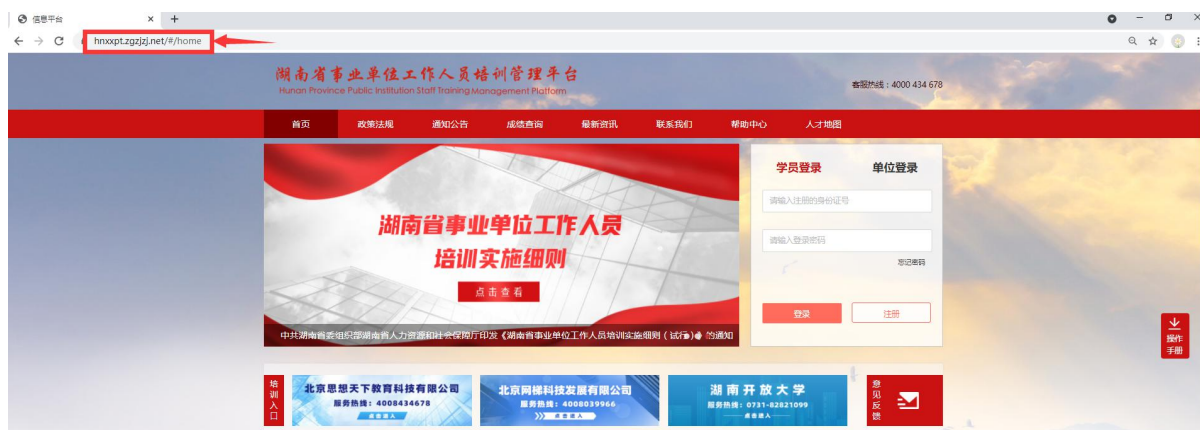 信息平台
hnxxpt.zgzjzj.net/#/home
湖南省事业单位工作人员培训管理平台
Hunan Province Public Institution Staff Training Management Platform
客服热线：4000 434 678
首页 政策法规 通知公告 成绩查询 最新资讯 联系我们 帮助中心 人才地图
湖南省事业单位工作人员
培训实施细则
点击查看
中共湖南省委组织部湖南省人力资源和社会保障厅印发《湖南省事业单位工作人员培训实施细则（试行）》的通知
学员登录 单位登录
请输入注册的身份证号
请输入登录密码
忘记密码
登录 注册
操作
手册
培训入口
北京思想天下教育科技有限公司
服务热线：4008434678
点击进入
北京网梯科技发展有限公司
服务热线：4008039966
点击进入
湖南开放大学
服务热线：0731-82821099
点击进入
意见反馈